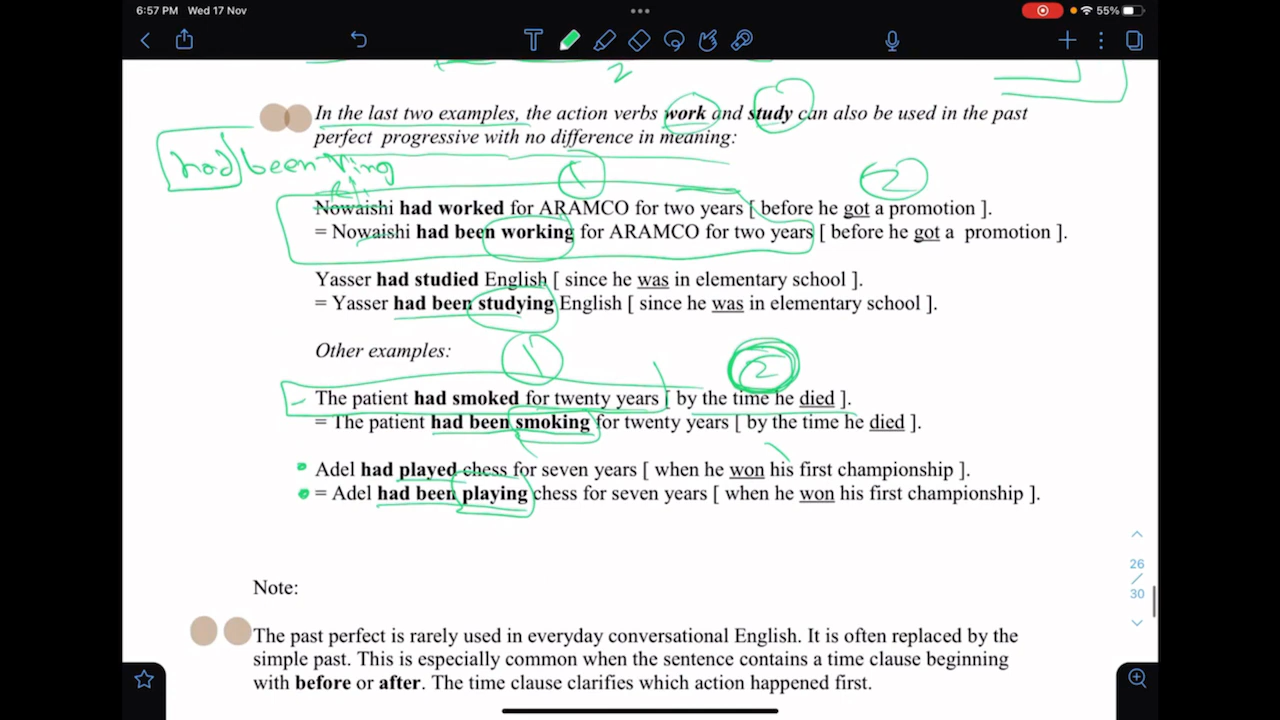 6:57 PM Wed 17 Nov
55%
2
In the last two examples, the action verbs work and study can also be used in the past
perfect progressive with no difference in meaning:
had been Ving
1
2
Nowaishi had worked for ARAMCO for two years [ before he got a promotion ].
= Nowaishi had been working for ARAMCO for two years [ before he got a promotion ].
Yasser had studied English [ since he was in elementary school ].
= Yasser had been studying English [ since he was in elementary school ].
Other examples:
1
2
The patient had smoked for twenty years [ by the time he died ].
= The patient had been smoking for twenty years [ by the time he died ].
Adel had played chess for seven years [ when he won his first championship ].
= Adel had been playing chess for seven years [ when he won his first championship ].
26
/
30
Note:
The past perfect is rarely used in everyday conversational English. It is often replaced by the
simple past. This is especially common when the sentence contains a time clause beginning
with before or after. The time clause clarifies which action happened first.